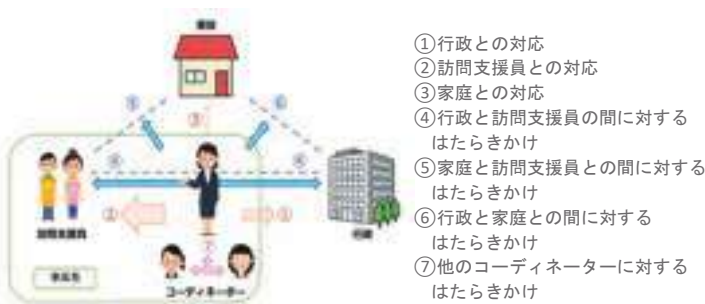 訪問支援員
行政
コーディネーター
①行政との対応
②訪問支援員との対応
③家庭との対応
④行政と訪問支援員の間に対する
はたらきかけ
⑤家庭と訪問支援員との間に対する
はたらきかけ
⑥行政と家庭との間に対する
はたらきかけ
⑦他のコーディネーターに対する
はたらきかけ